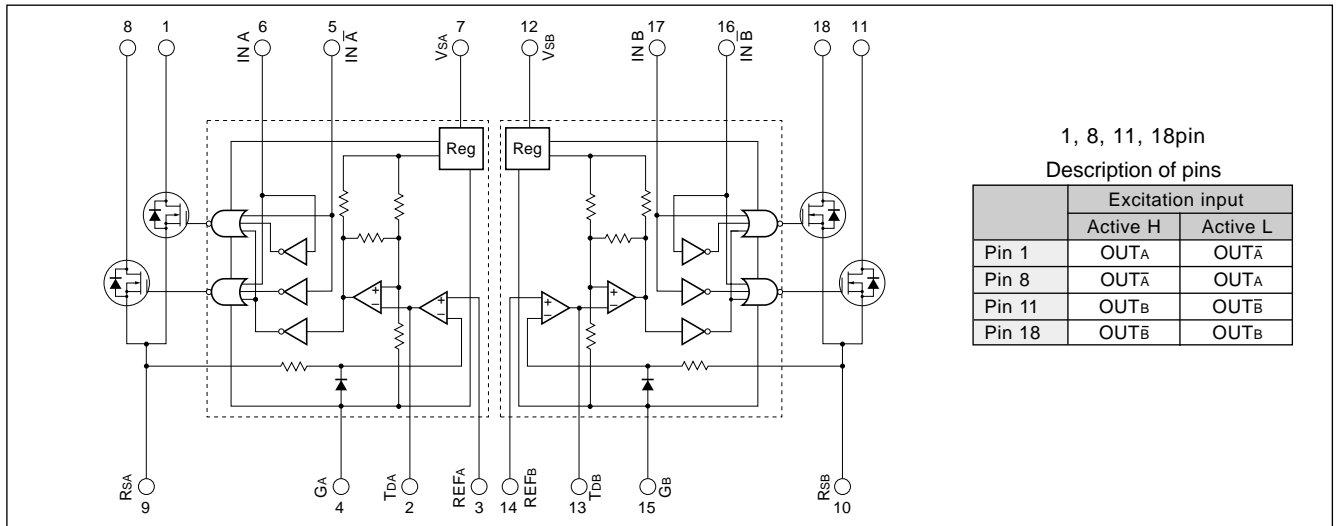 8 1 6 5 7 12 17 16 18 11
IN A IN A̅ VSA VSB IN B IN B̅
Reg Reg
+ - + - + - + -
RSA GA TDA REFA REFB TDB GB RSB
9 4 2 3 14 13 15 10
1, 8, 11, 18pin
Description of pins
Excitation input
Active H Active L
Pin 1 OUTA OUTA̅
Pin 8 OUTA̅ OUTA
Pin 11 OUTB OUTB̅
Pin 18 OUTB̅ OUTB